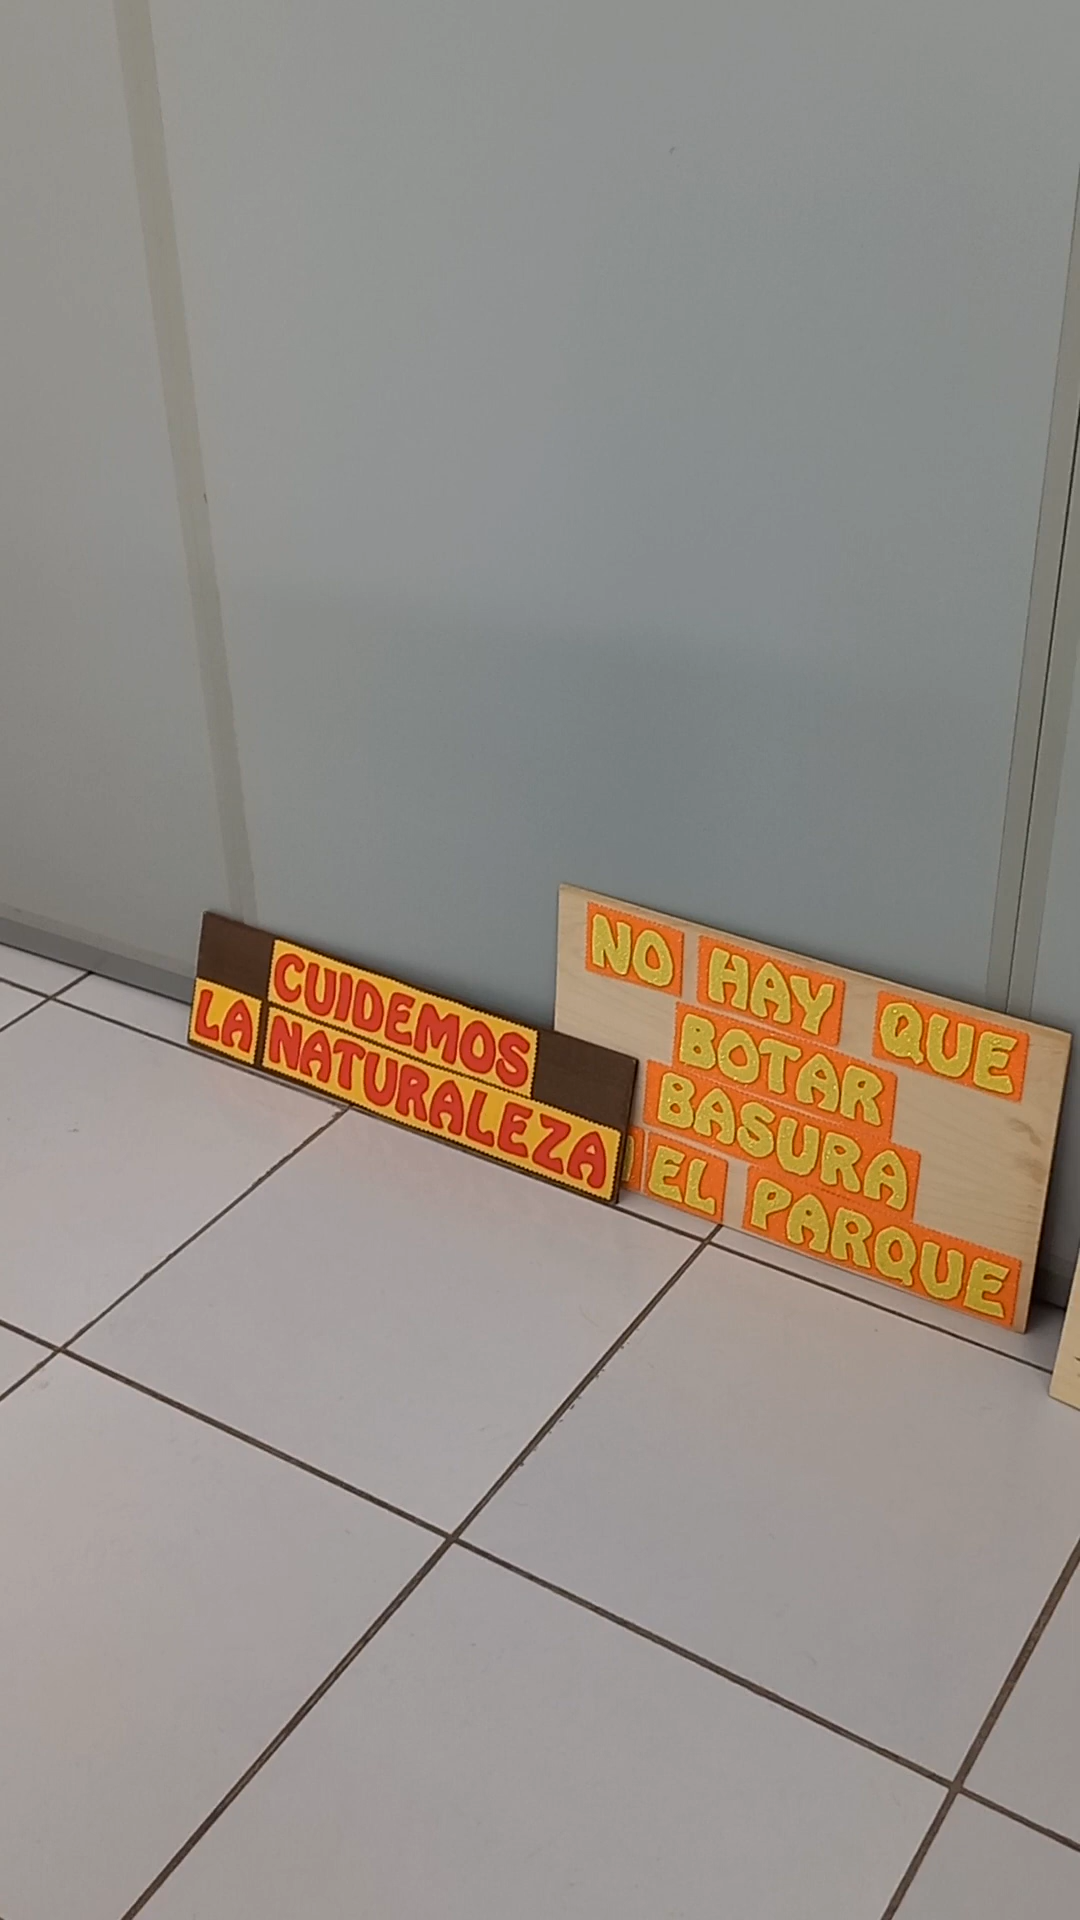 CUIDEMOS
LA NATURALEZA
NO HAY QUE
BOTAR
BASURA
EL PARQUE